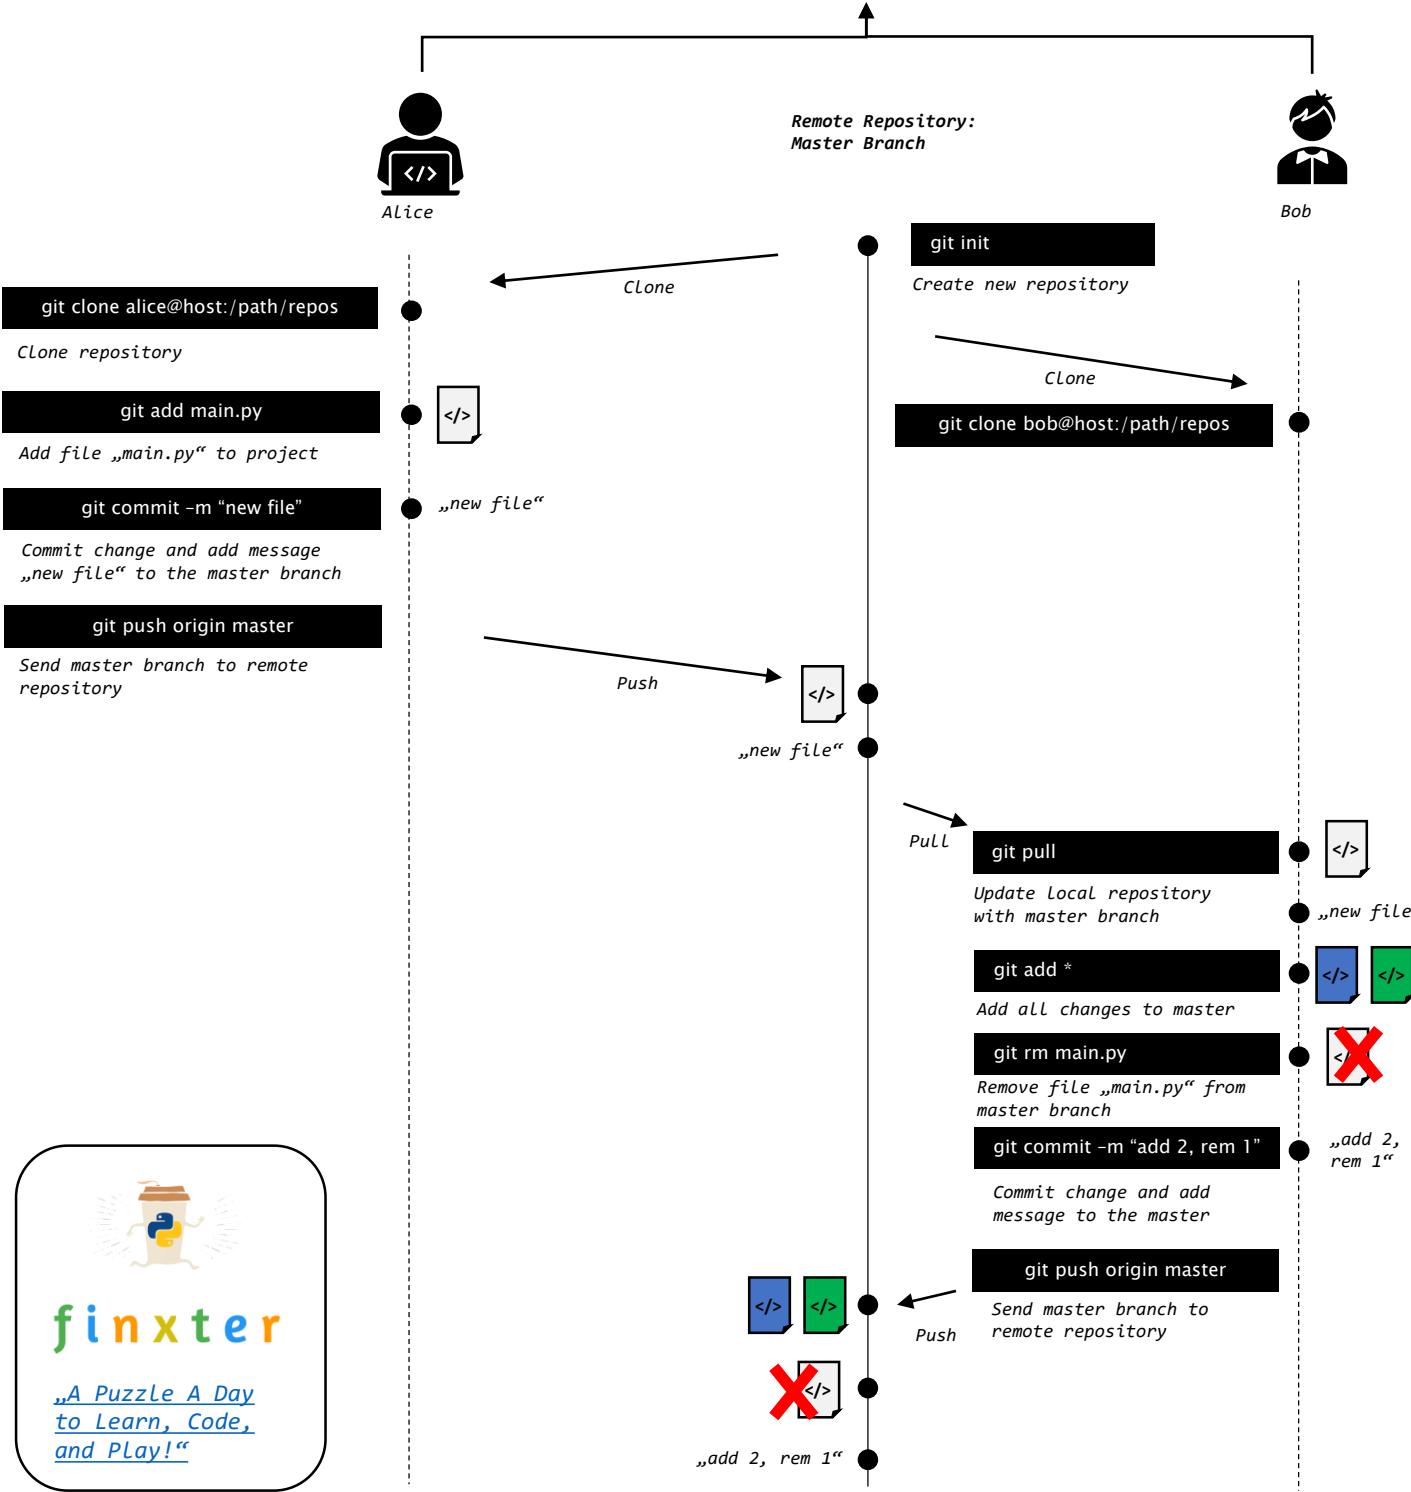 Remote Repository:
Master Branch
Alice
Bob
git init
Create new repository
Clone
git clone alice@host:/path/repos
Clone repository
Clone
git add main.py
</>
Add file „main.py“ to project
git clone bob@host:/path/repos
git commit –m “new file”
„new file“
Commit change and add message
„new file“ to the master branch
git push origin master
Send master branch to remote
repository
Push
</>
„new file“
Pull
git pull
</>
Update local repository
with master branch
„new file
git add *
</> </>
Add all changes to master
git rm main.py
Remove file „main.py“ from
master branch
git commit –m “add 2, rem 1”
„add 2,
rem 1“
Commit change and add
message to the master
git push origin master
Send master branch to
remote repository
Push
</> </>
</>
„add 2, rem 1“
finxter
„A Puzzle A Day
to Learn, Code,
and Play!“